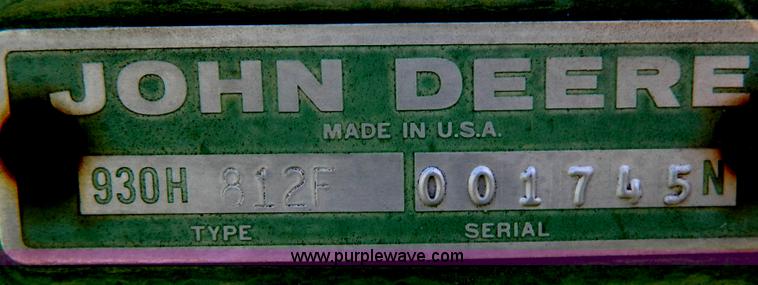 JOHN DEERE
MADE IN U.S.A.
930H 812F 001745N
TYPE SERIAL
www.purplewave.com